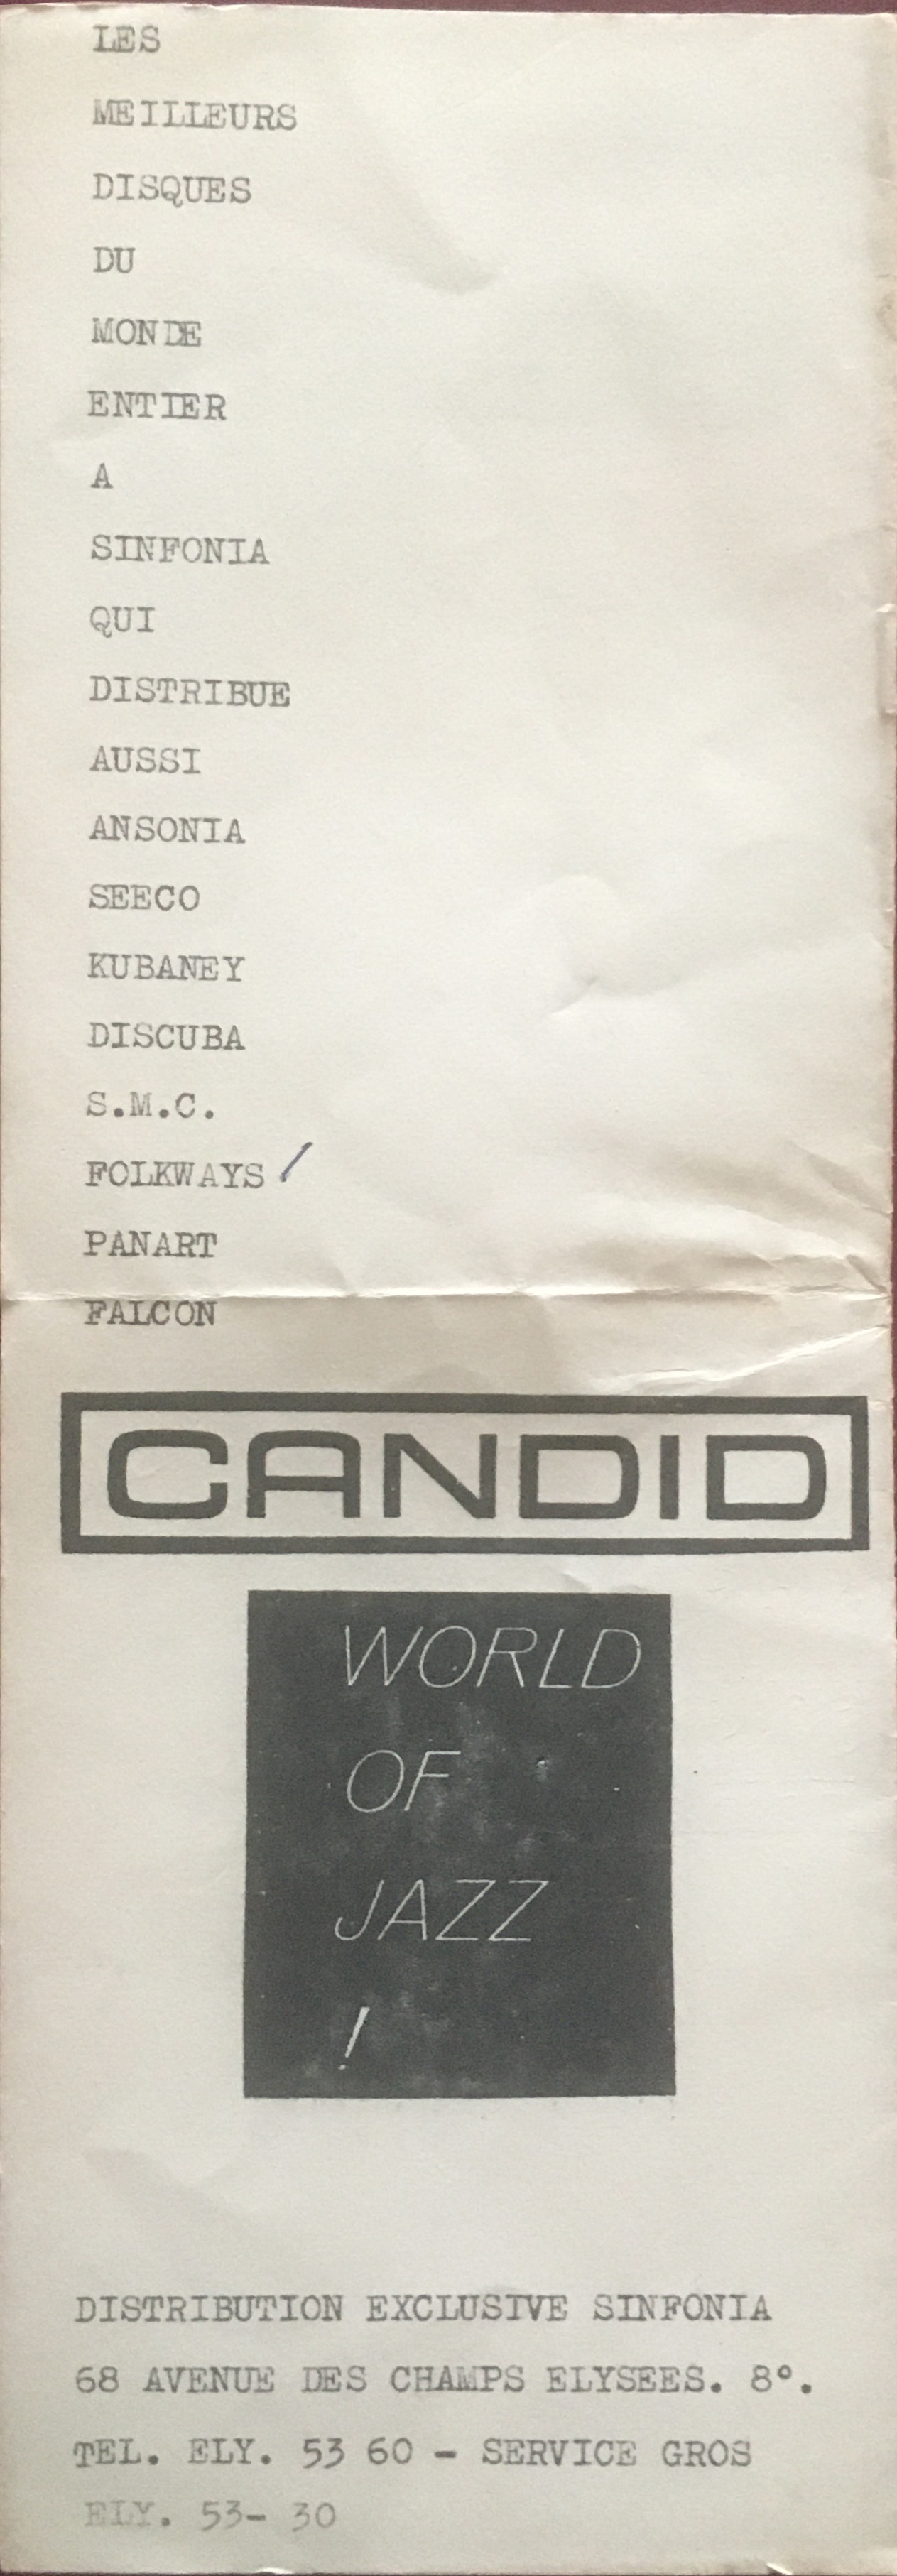 LES
MEILLEURS
DISQUES
DU
MONDE
ENTIER
A
SINFONIA
QUI
DISTRIBUE
AUSSI
ANSONIA
SEECO
KUBANEY
DISCUBA
S.M.C.
FOLKWAYS /
PANART
FALCON
CANDID
WORLD
OF
JAZZ
!
DISTRIBUTION EXCLUSIVE SINFONIA
68 AVENUE DES CHAMPS ELYSEES. 8°.
TEL. ELY. 53 60 - SERVICE GROS
ELY. 53- 30